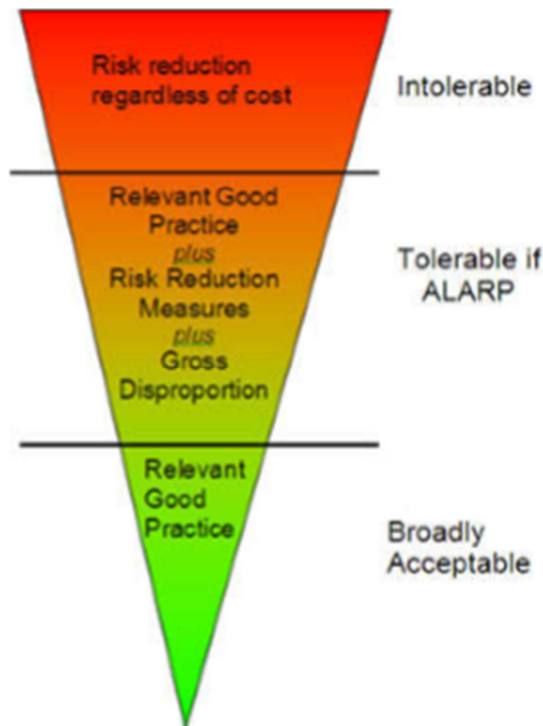 Risk reduction
regardless of cost
Intolerable
Relevant Good
Practice
plus
Risk Reduction
Measures
plus
Gross
Disproportion
Tolerable if
ALARP
Relevant
Good
Practice
Broadly
Acceptable